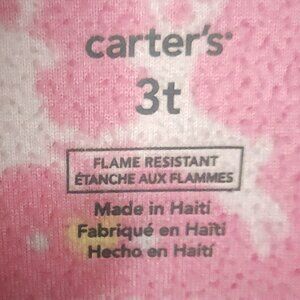 carter's®
3t
FLAME RESISTANT
ÉTANCHE AUX FLAMMES
Made in Haiti
Fabriqué en Haïti
Hecho en Haití